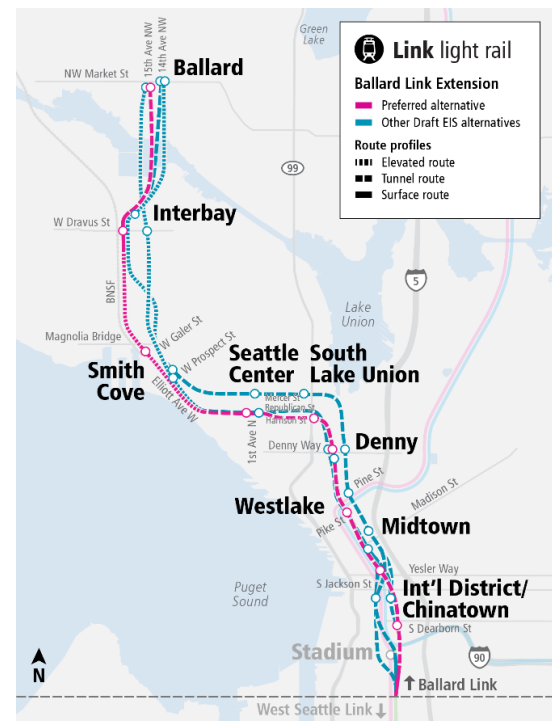 Green
Lake
15th Ave NW
14th Ave NW
NW Market St
Ballard
Link light rail
Ballard Link Extension
Preferred alternative
Other Draft EIS alternatives
Route profiles
Elevated route
Tunnel route
Surface route
99
W Dravus St
Interbay
5
BNSF
Lake
Union
Magnolia Bridge
W Galer St
W Prospect St
Smith
Cove
Elliott Ave W
Seattle
Center
South
Lake Union
Mercer St
Republican St
Harrison St
1st Ave N
Denny Way
Denny
Pine St
Madison St
Westlake
Pike St
Midtown
Yesler Way
Puget
Sound
S Jackson St
Int'l District/
Chinatown
S Dearborn St
Stadium
90
N
Ballard Link
West Seattle Link